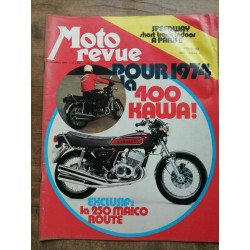 SPEEDWAY
short track indoor
A PARIS!
Moto
revue
POUR 1974
la
400
KAWA!
EXCLUSIF:
la 250 MAICO
ROUTE